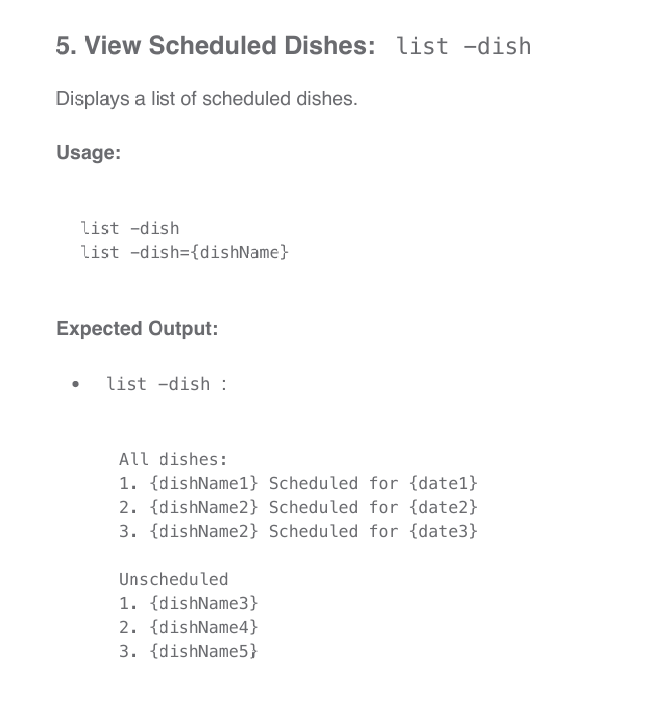 5. View Scheduled Dishes: list -dish
Displays a list of scheduled dishes.
Usage:
list -dish
list -dish={dishName}
Expected Output:
• list -dish :
All dishes:
1. {dishName1} Scheduled for {date1}
2. {dishName2} Scheduled for {date2}
3. {dishName2} Scheduled for {date3}
Unscheduled
1. {dishName3}
2. {dishName4}
3. {dishName5}